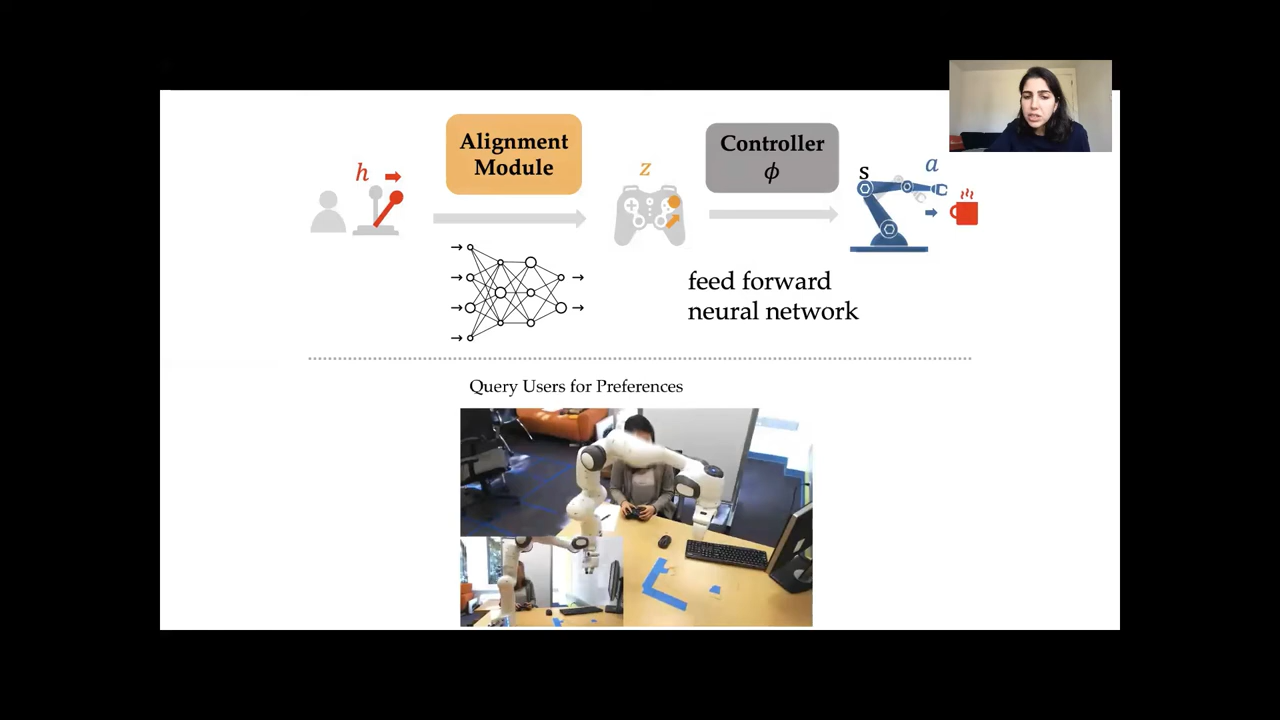 Alignment
Module
Controller
ϕ
h
z
s
a
feed forward
neural network
Query Users for Preferences